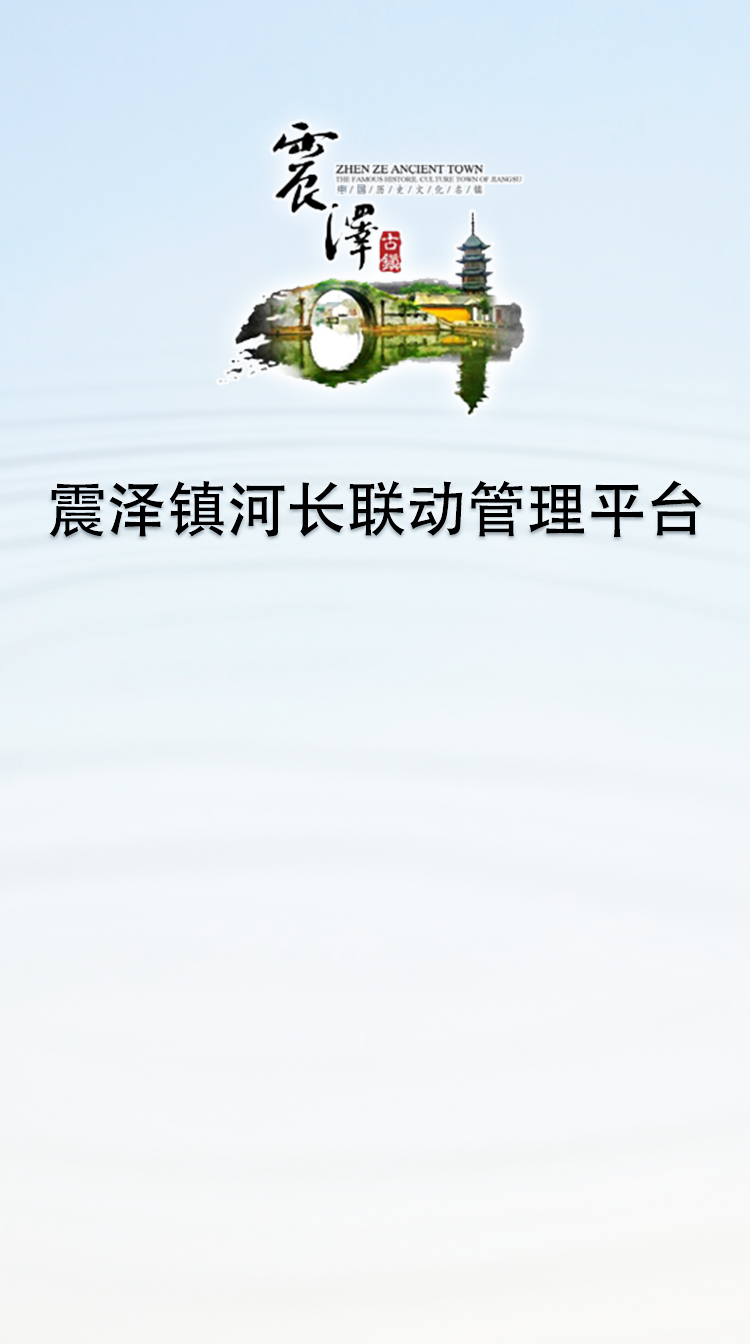 震澤
ZHEN ZE ANCIENT TOWN
THE FAMOUS HISTORIE, CULTURE TOWN OF JIANGSU
中/国/历/史/文/化/名/镇
古鎮
震泽镇河长联动管理平台